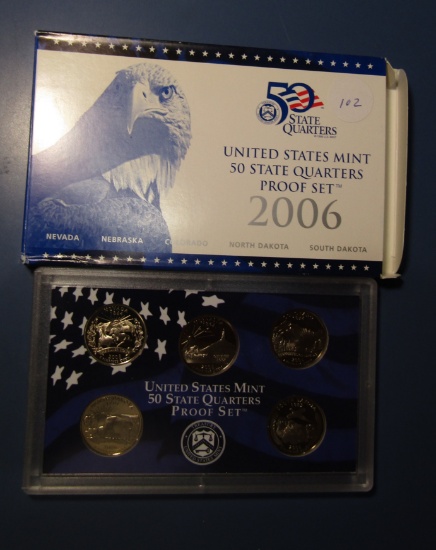 50
STATE
QUARTERS
102
UNITED STATES MINT
50 STATE QUARTERS
PROOF SET™
2006
NEVADA NEBRASKA COLORADO NORTH DAKOTA SOUTH DAKOTA
UNITED STATES MINT
50 STATE QUARTERS
PROOF SET™